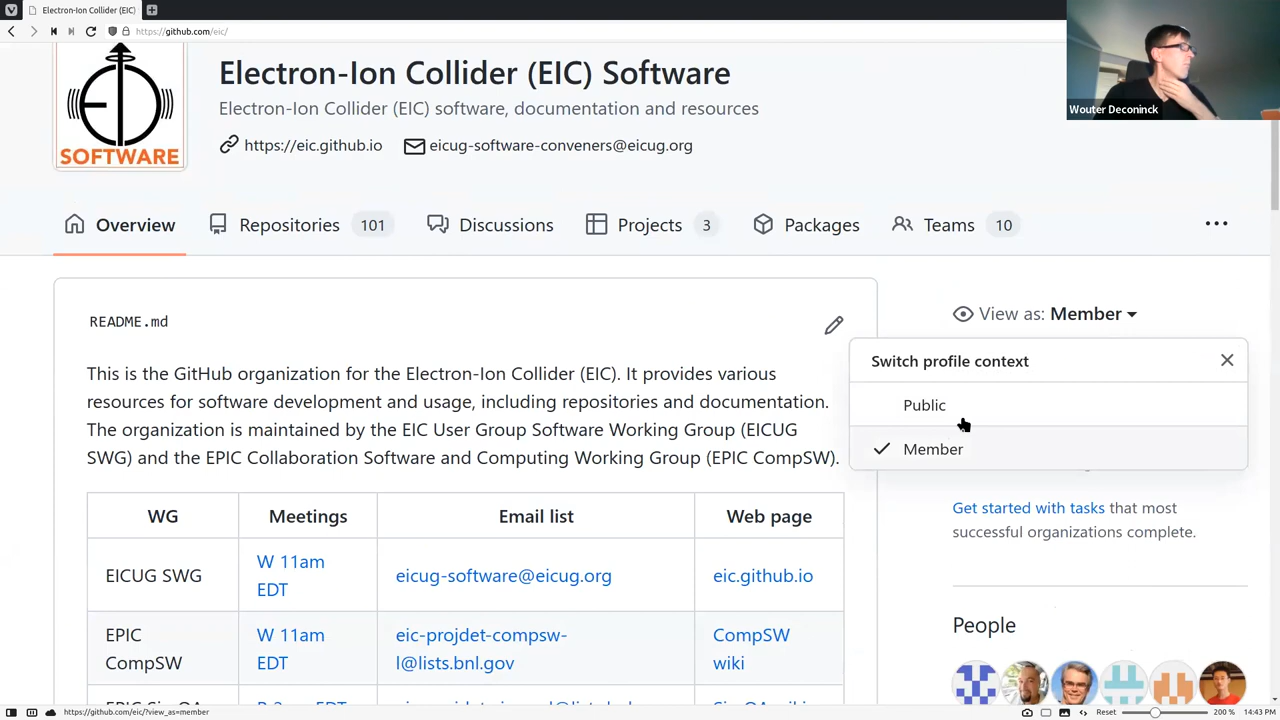 Electron-Ion Collider (EIC)
https://github.com/eic/
Wouter Deconinck
SOFTWARE
Electron-Ion Collider (EIC) Software
Electron-Ion Collider (EIC) software, documentation and resources
https://eic.github.io eicug-software-conveners@eicug.org
Overview Repositories 101 Discussions Projects 3 Packages Teams 10
README.md
This is the GitHub organization for the Electron-Ion Collider (EIC). It provides various
resources for software development and usage, including repositories and documentation.
The organization is maintained by the EIC User Group Software Working Group (EICUG
SWG) and the EPIC Collaboration Software and Computing Working Group (EPIC CompSW).
WG Meetings Email list Web page
EICUG SWG W 11am EDT eicug-software@eicug.org eic.github.io
EPIC CompSW W 11am EDT eic-projdet-compsw-l@lists.bnl.gov CompSW wiki
View as: Member
Switch profile context
Public
Member
Get started with tasks that most
successful organizations complete.
People
https://github.com/eic/?view_as=member
Reset 200 % 14:43 PM